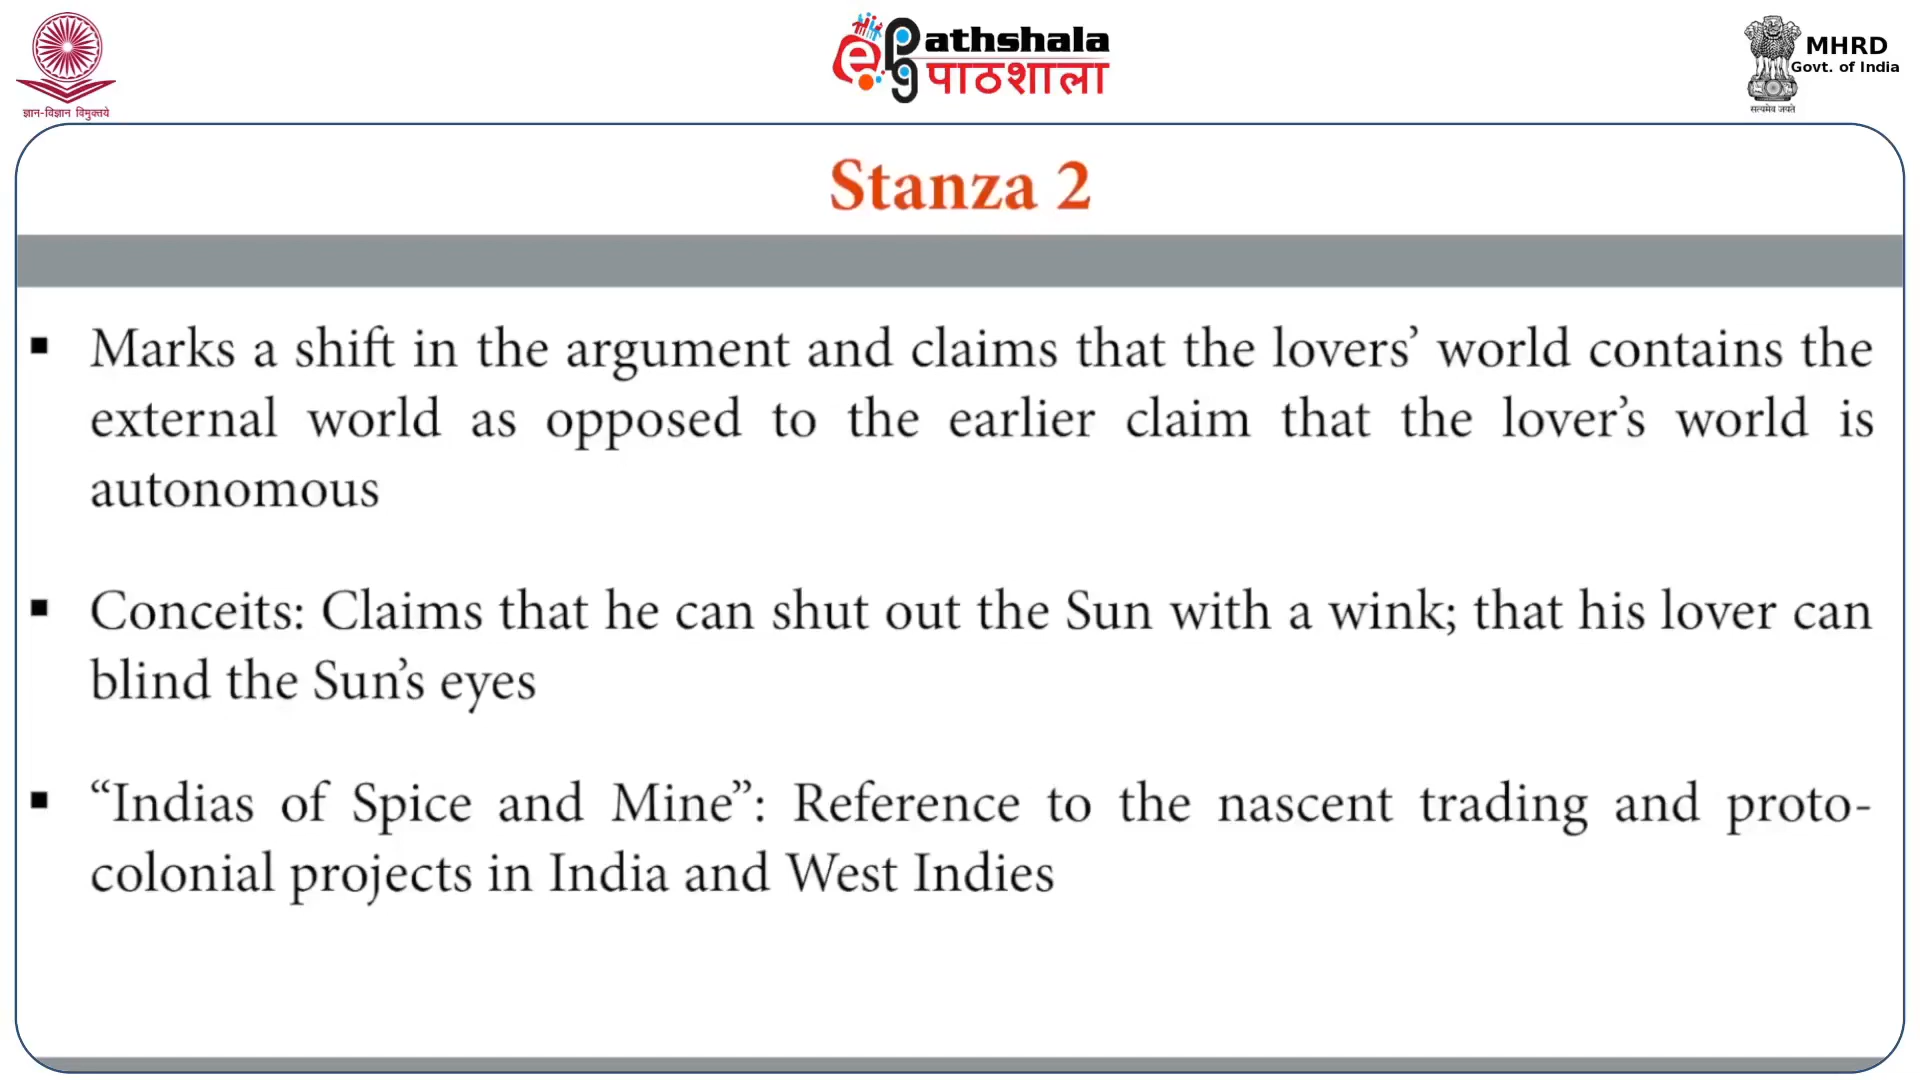 ज्ञान-विज्ञान विमुक्तये
ePathshala
पाठशाला
MHRD
Govt. of India
सत्यमेव जयते
Stanza 2
▪ Marks a shift in the argument and claims that the lovers’ world contains the
external world as opposed to the earlier claim that the lover’s world is
autonomous
▪ Conceits: Claims that he can shut out the Sun with a wink; that his lover can
blind the Sun’s eyes
▪ “Indias of Spice and Mine”: Reference to the nascent trading and proto-
colonial projects in India and West Indies